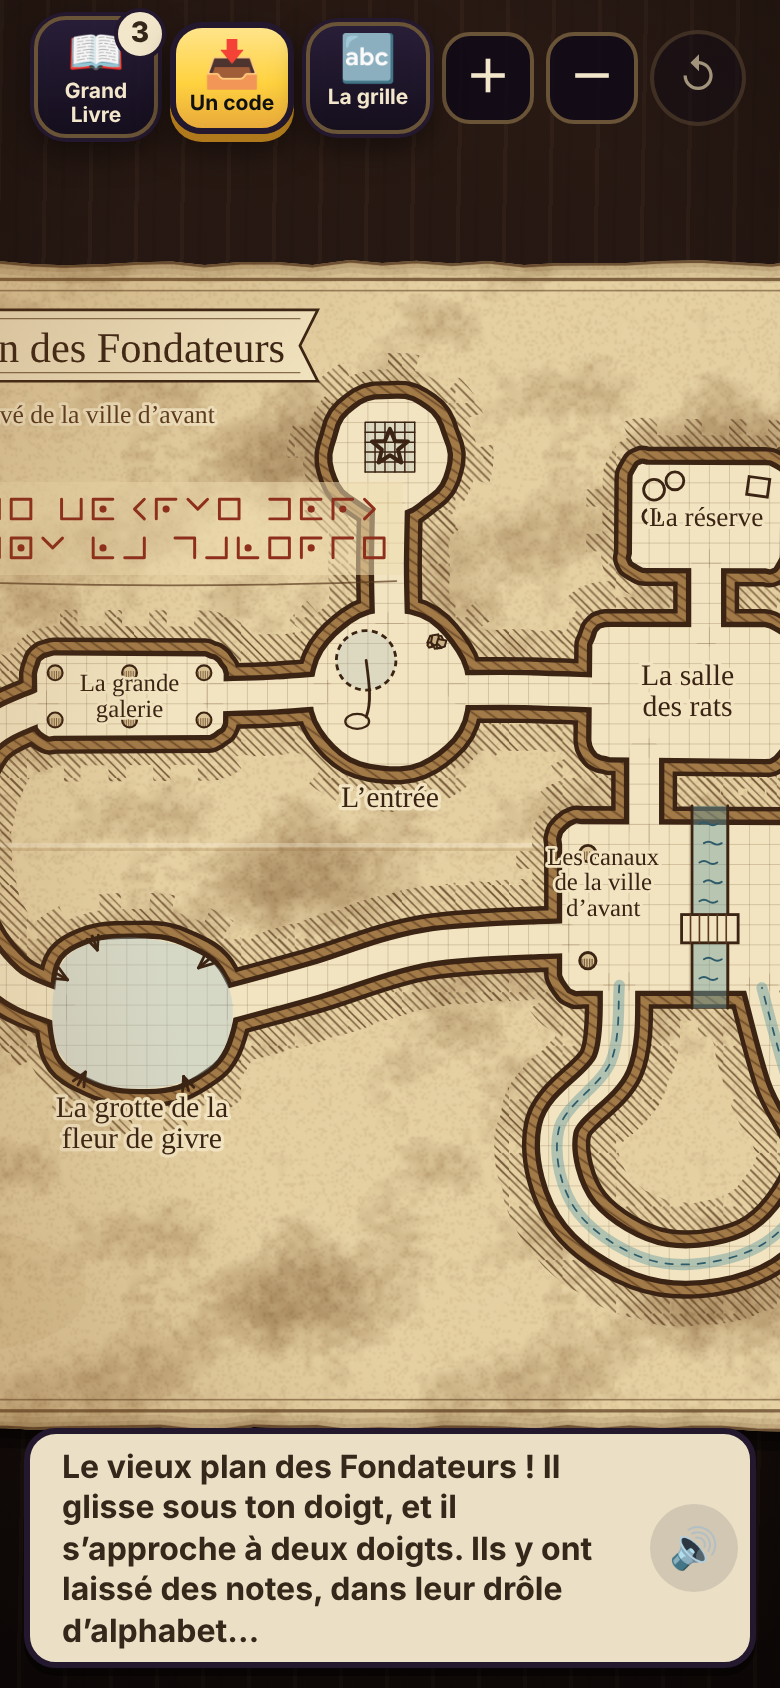 3
Grand
Livre
Un code
abc
La grille
n des Fondateurs
vé de la ville d’avant
La réserve
La grande
galerie
La salle
des rats
L’entrée
Les canaux
de la ville
d’avant
La grotte de la
fleur de givre
Le vieux plan des Fondateurs ! Il
glisse sous ton doigt, et il
s’approche à deux doigts. Ils y ont
laissé des notes, dans leur drôle
d’alphabet…